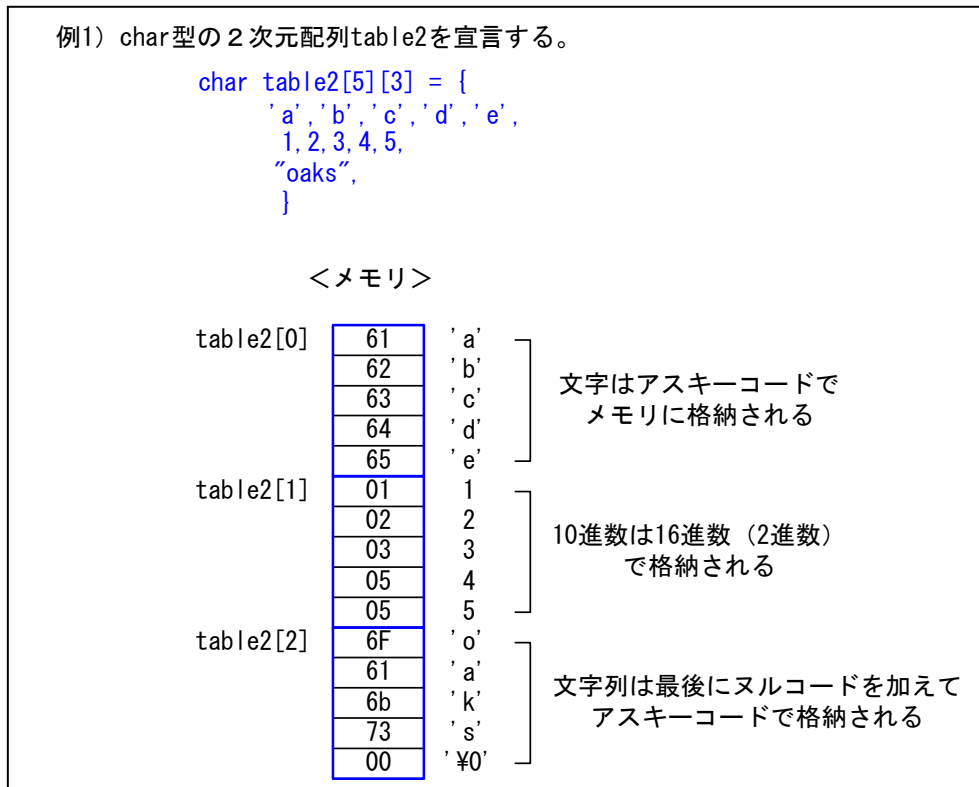 例1) char型の2次元配列table2を宣言する。
char table2[5][3] = {
'a','b','c','d','e',
1,2,3,4,5,
"oaks",
}
<メモリ>
table2[0] 61 'a'
62 'b'
63 'c'
64 'd'
65 'e'
文字はアスキーコードで
メモリに格納される
table2[1] 01 1
02 2
03 3
05 4
05 5
10進数は16進数(2進数)
で格納される
table2[2] 6F 'o'
61 'a'
6b 'k'
73 's'
00 '¥0'
文字列は最後にヌルコードを加えて
アスキーコードで格納される